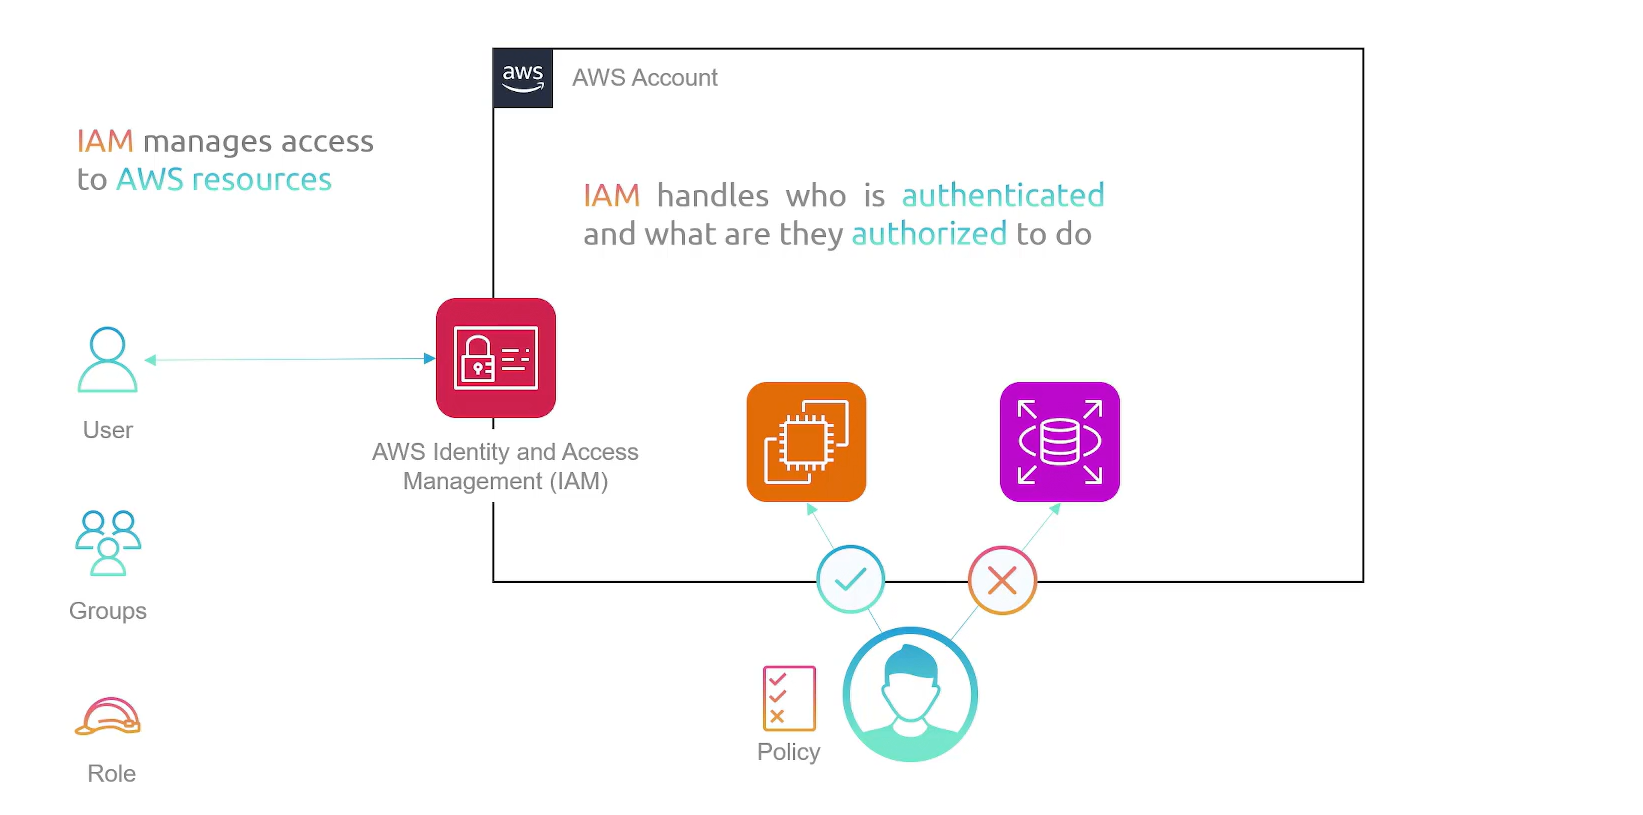 aws
AWS Account
IAM manages access
to AWS resources
IAM handles who is authenticated
and what are they authorized to do
User
AWS Identity and Access
Management (IAM)
Groups
Policy
Role